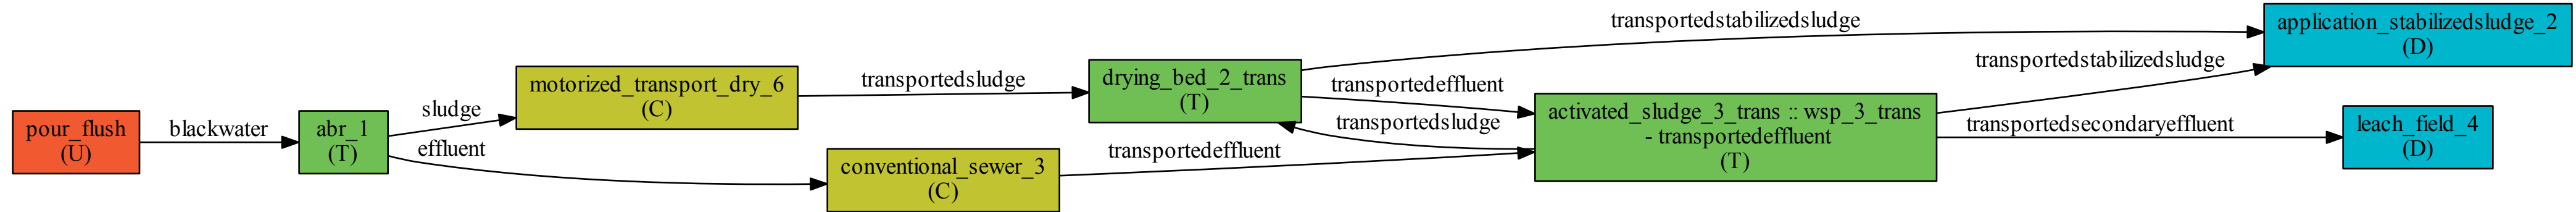 pour_flush
(U)
blackwater
abr_1
(T)
sludge
effluent
motorized_transport_dry_6
(C)
conventional_sewer_3
(C)
transportedsludge
transportedeffluent
drying_bed_2_trans
(T)
transportedstabilizedsludge
transportedeffluent
transportedsludge
activated_sludge_3_trans :: wsp_3_trans
- transportedeffluent
(T)
transportedstabilizedsludge
transportedsecondaryeffluent
application_stabilizedsludge_2
(D)
leach_field_4
(D)